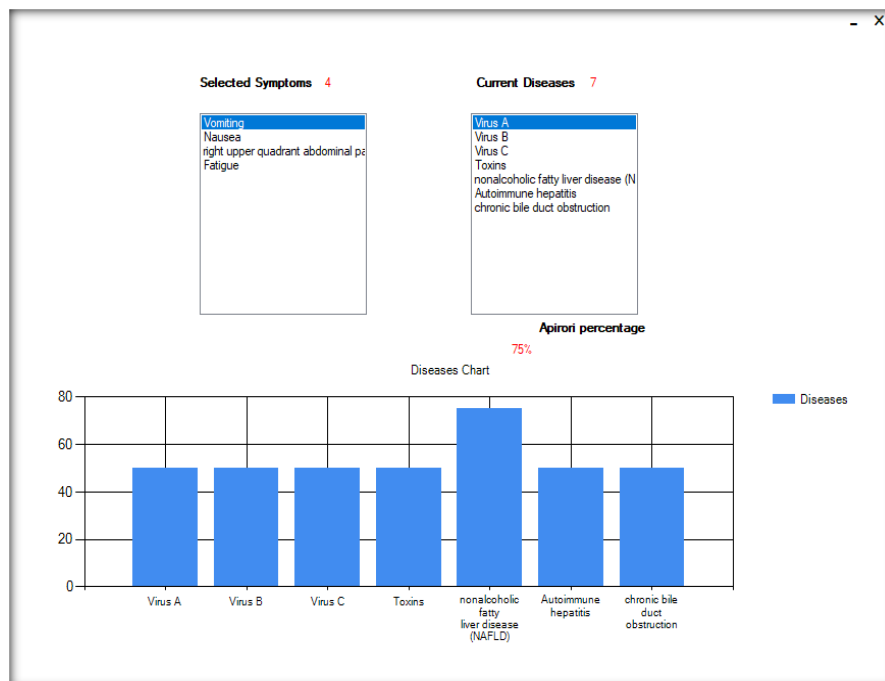 Selected Symptoms 4
Current Diseases 7
Vomiting
Nausea
right upper quadrant abdominal pa
Fatigue
Virus A
Virus B
Virus C
Toxins
nonalcoholic fatty liver disease (N
Autoimmune hepatitis
chronic bile duct obstruction
Apirori percentage
75%
Diseases Chart
80
60
40
20
0
Diseases
Virus A
Virus B
Virus C
Toxins
nonalcoholic
fatty
liver disease
(NAFLD)
Autoimmune
hepatitis
chronic bile
duct
obstruction